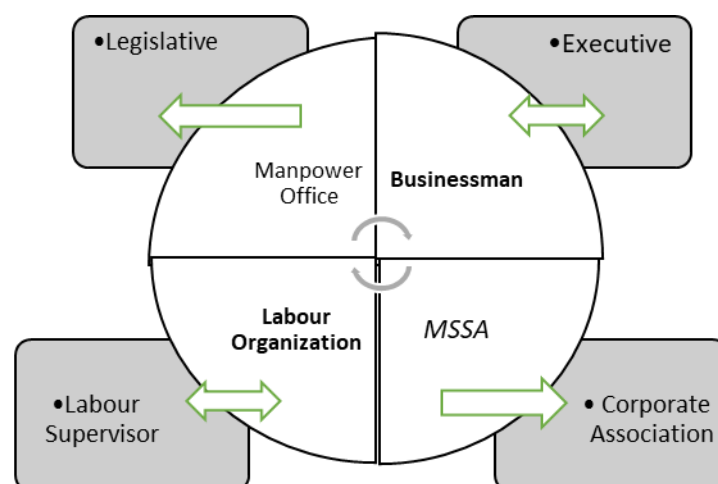 •Legislative
•Executive
Manpower
Office
Businessman
Labour
Organization
MSSA
•Labour
Supervisor
• Corporate
Association